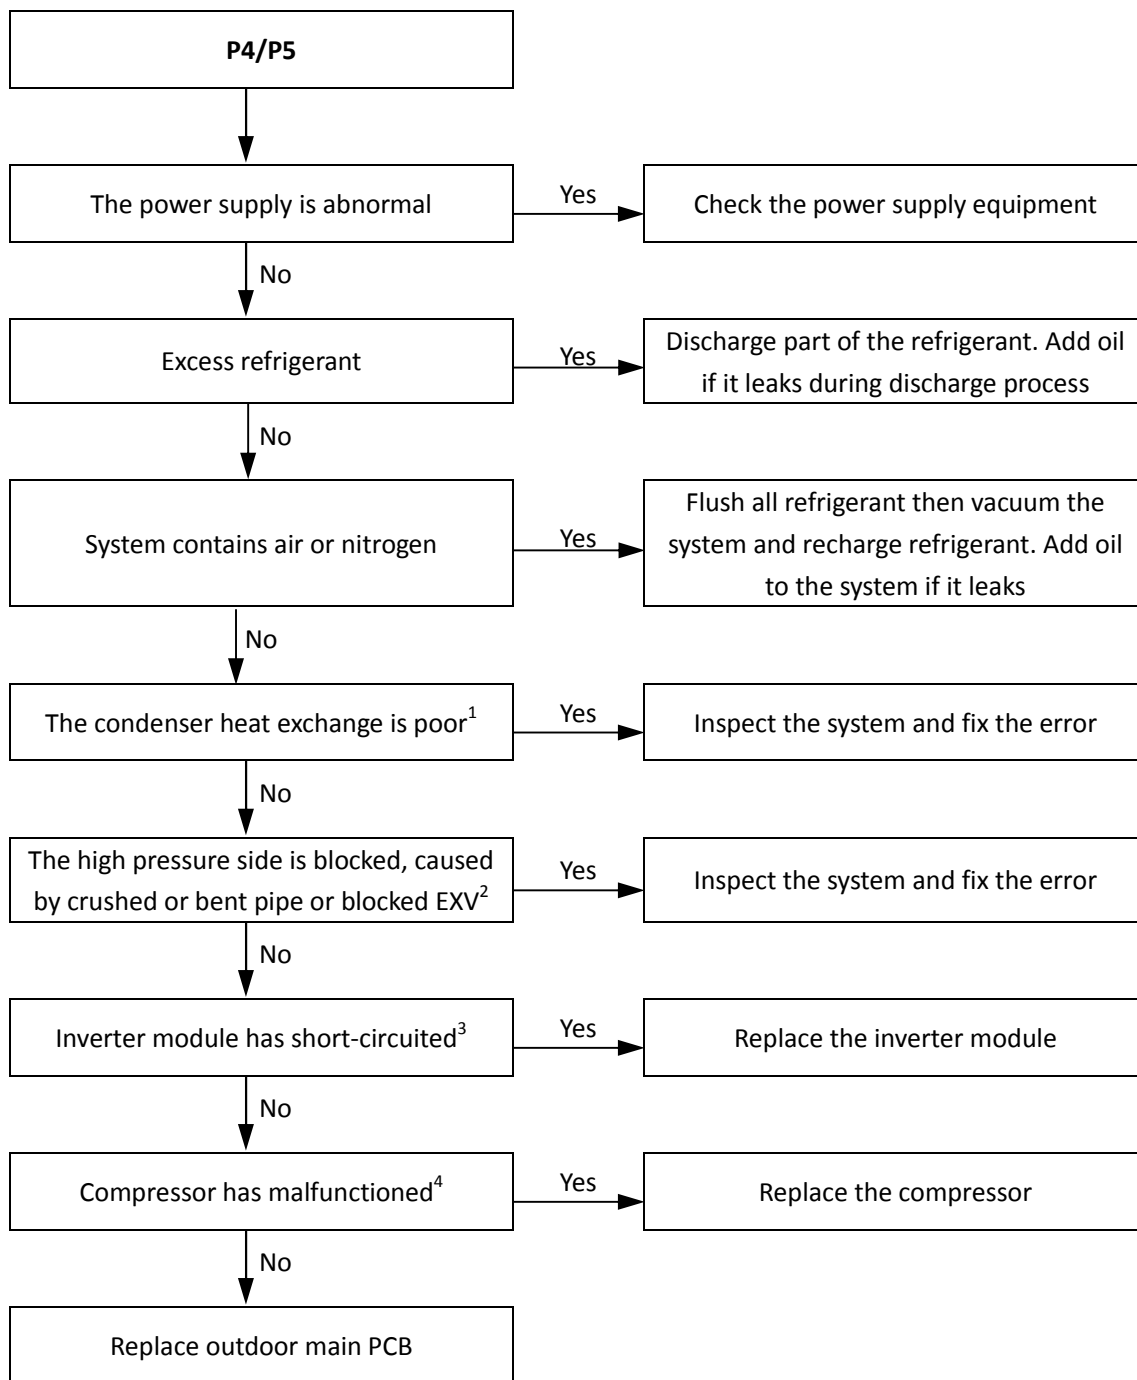 P4/P5
The power supply is abnormal
Yes
Check the power supply equipment
No
Excess refrigerant
Yes
Discharge part of the refrigerant. Add oil
if it leaks during discharge process
No
System contains air or nitrogen
Yes
Flush all refrigerant then vacuum the
system and recharge refrigerant. Add oil
to the system if it leaks
No
The condenser heat exchange is poor1
Yes
Inspect the system and fix the error
No
The high pressure side is blocked, caused
by crushed or bent pipe or blocked EXV2
Yes
Inspect the system and fix the error
No
Inverter module has short-circuited3
Yes
Replace the inverter module
No
Compressor has malfunctioned4
Yes
Replace the compressor
No
Replace outdoor main PCB